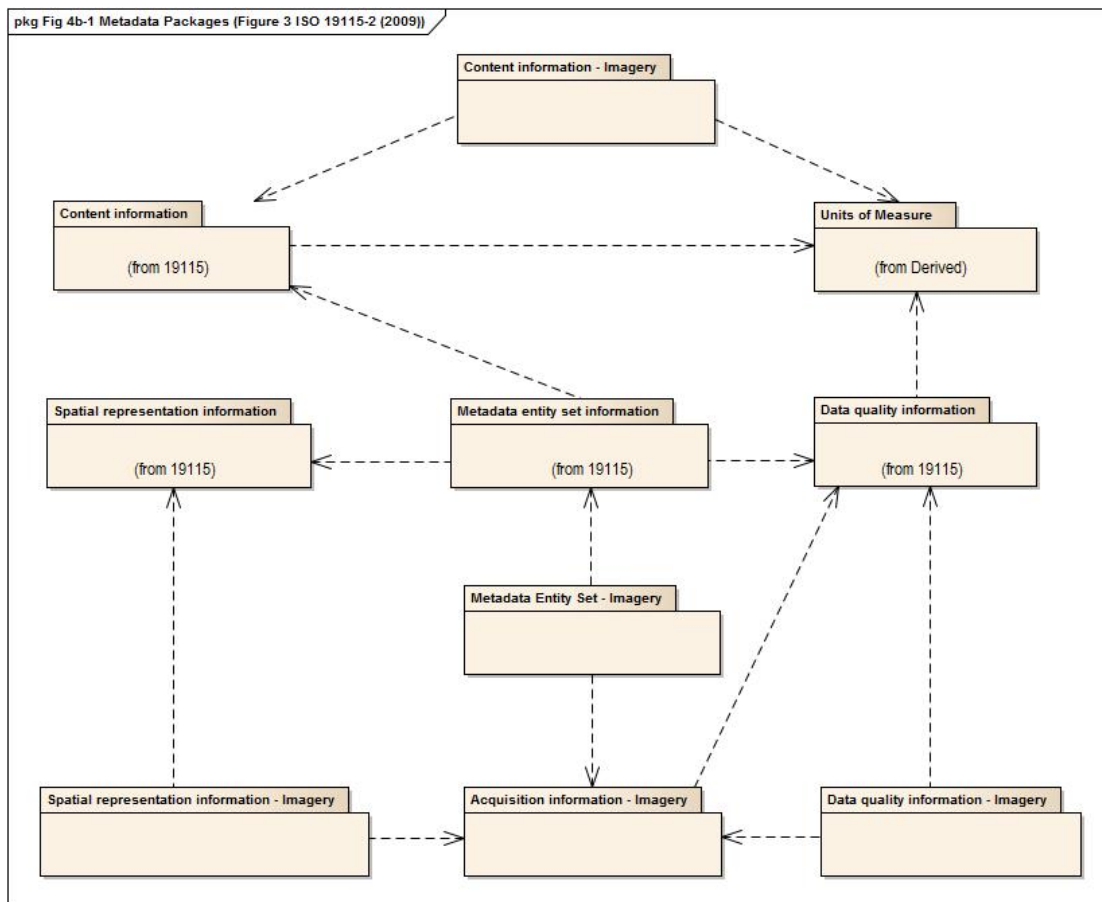 pkg Fig 4b-1 Metadata Packages (Figure 3 ISO 19115-2 (2009))
Content information - Imagery
Content information
(from 19115)
Units of Measure
(from Derived)
Spatial representation information
(from 19115)
Metadata entity set information
(from 19115)
Data quality information
(from 19115)
Metadata Entity Set - Imagery
Spatial representation information - Imagery
Acquisition information - Imagery
Data quality information - Imagery